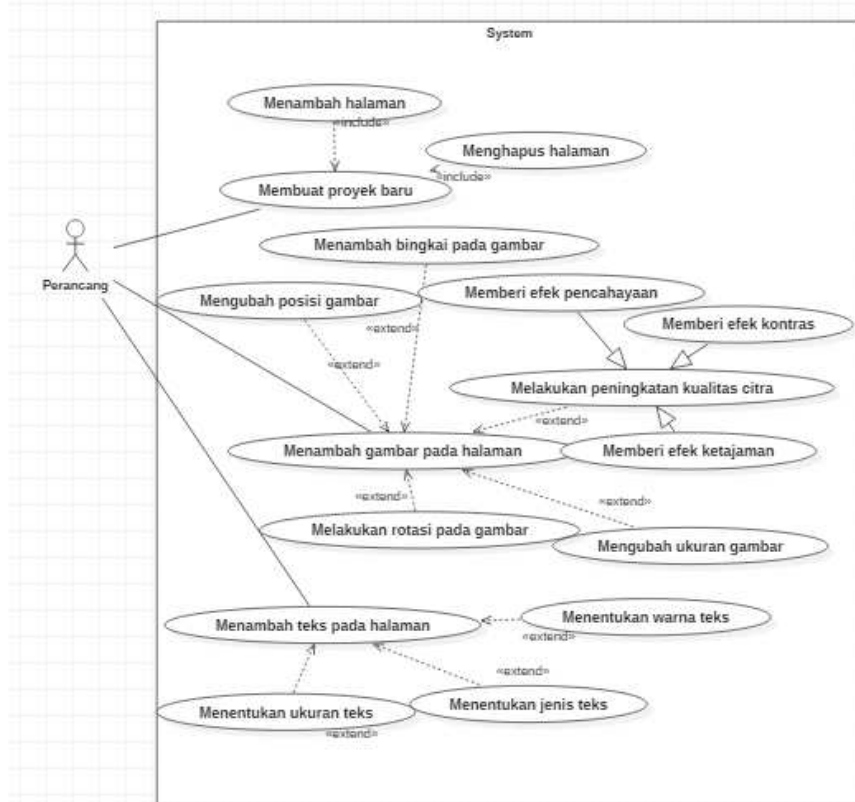 System
Menambah halaman
«include»
Menghapus halaman
«include»
Membuat proyek baru
Perancang
Menambah bingkai pada gambar
Mengubah posisi gambar
Memberi efek pencahayaan
Memberi efek kontras
«extend»
«extend»
Melakukan peningkatan kualitas citra
«extend»
Menambah gambar pada halaman
Memberi efek ketajaman
«extend»
«extend»
Melakukan rotasi pada gambar
Mengubah ukuran gambar
Menambah teks pada halaman
Menentukan warna teks
«extend»
«extend»
Menentukan ukuran teks
Menentukan jenis teks
«extend»